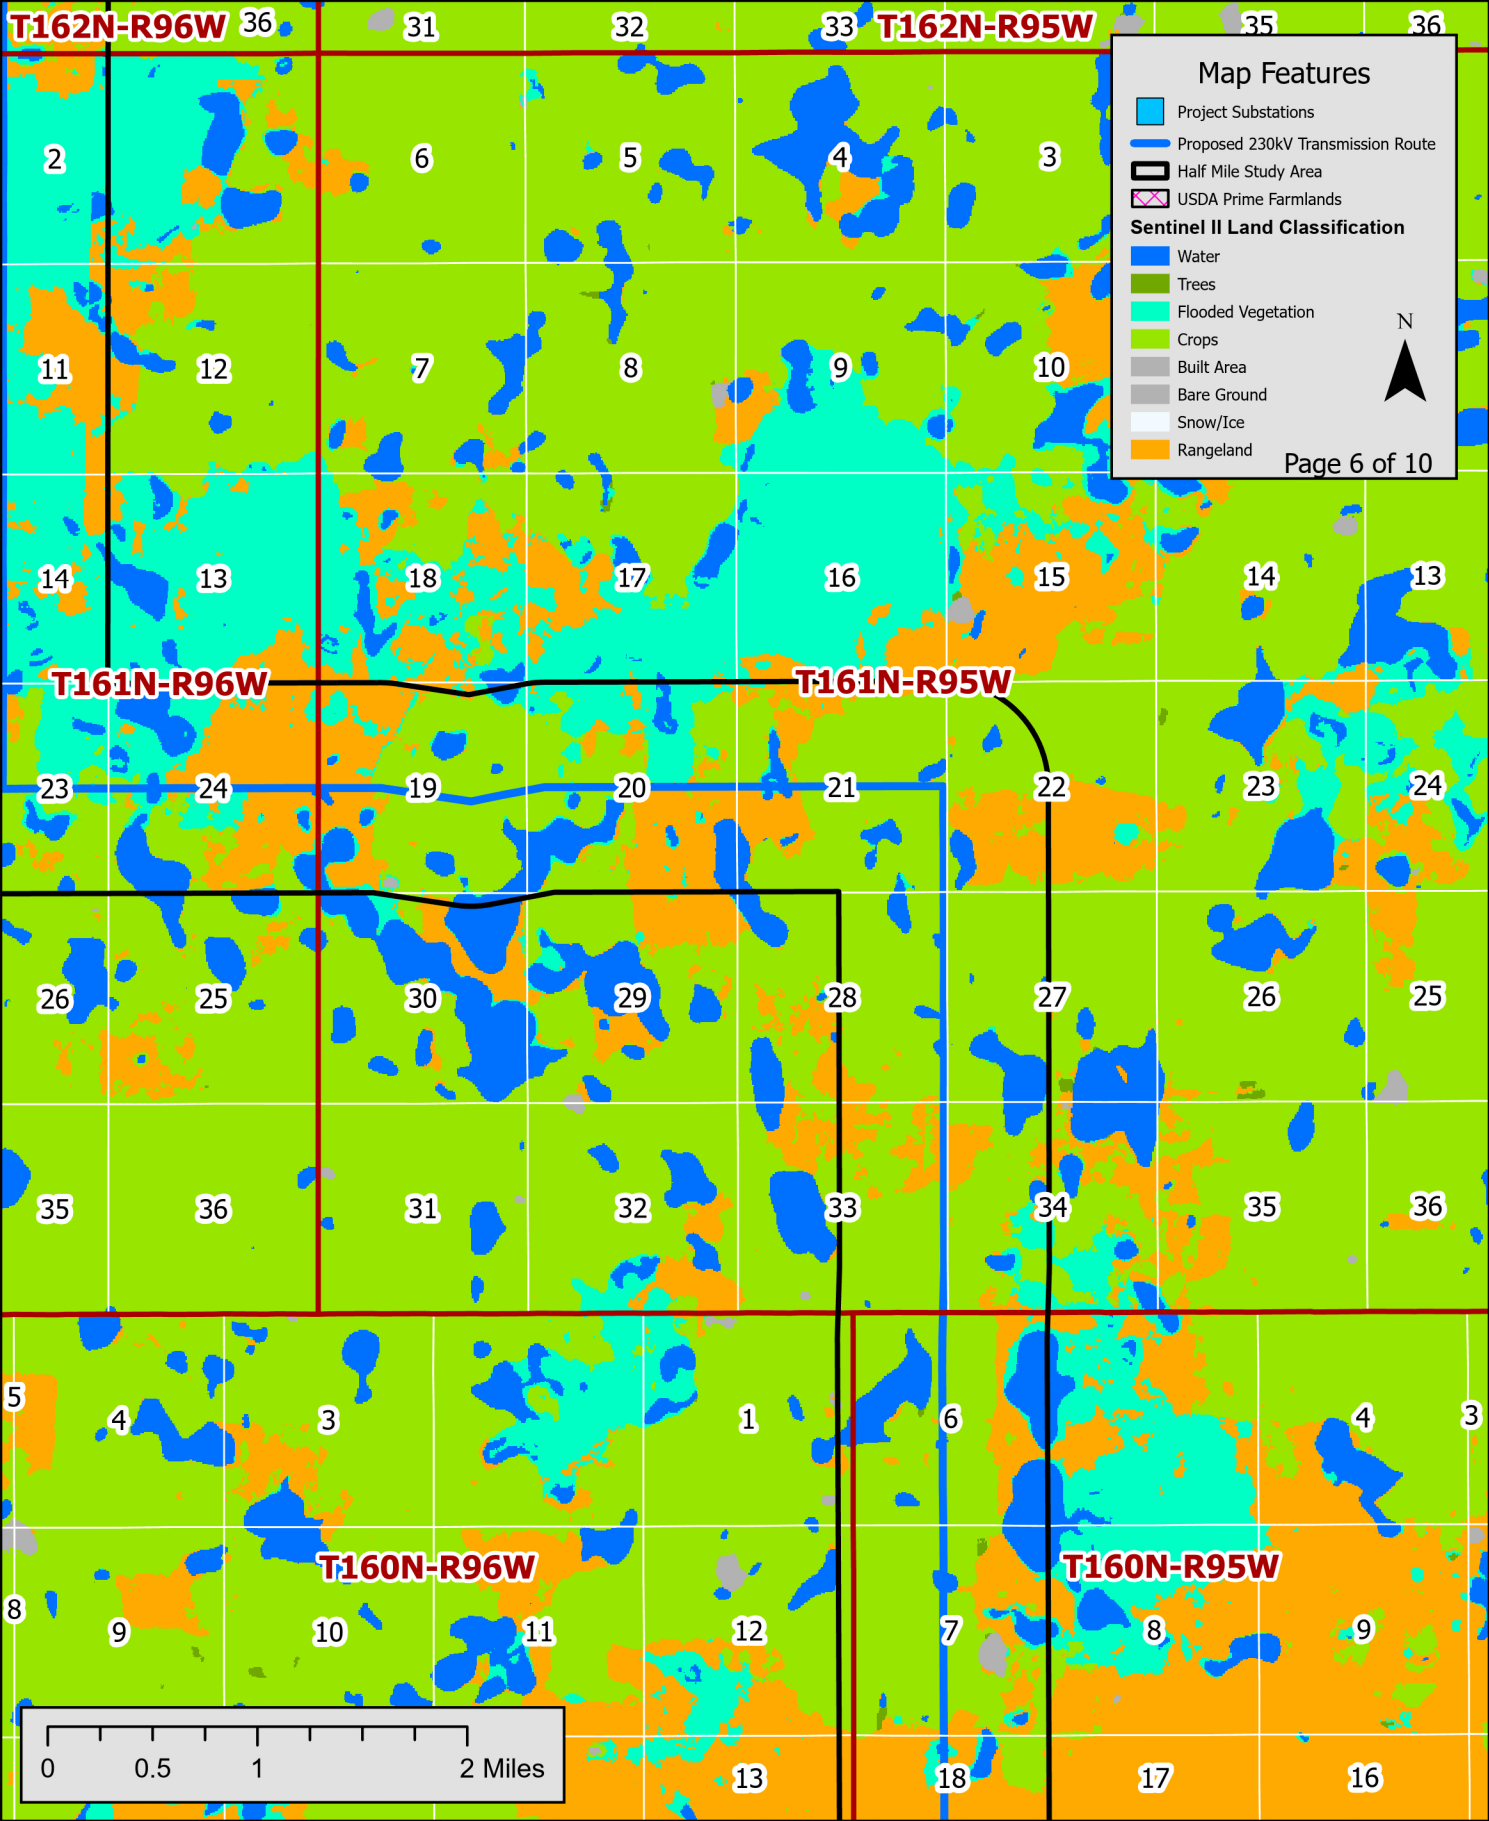 T162N-R96W 36 31 32 33 T162N-R95W 35 36
Map Features
Project Substations
Proposed 230kV Transmission Route
Half Mile Study Area
USDA Prime Farmlands
Sentinel II Land Classification
Water
Trees
Flooded Vegetation
Crops
Built Area
Bare Ground
Snow/Ice
Rangeland
N
Page 6 of 10
2 6 5 4 3
11 12 7 8 9 10
14 13 18 17 16 15 14 13
T161N-R96W T161N-R95W
23 24 19 20 21 22 23 24
26 25 30 29 28 27 26 25
35 36 31 32 33 34 35 36
5 4 3 1 6 4 3
T160N-R96W T160N-R95W
8 9 10 11 12 7 8 9
13 18 17 16
0 0.5 1 2 Miles